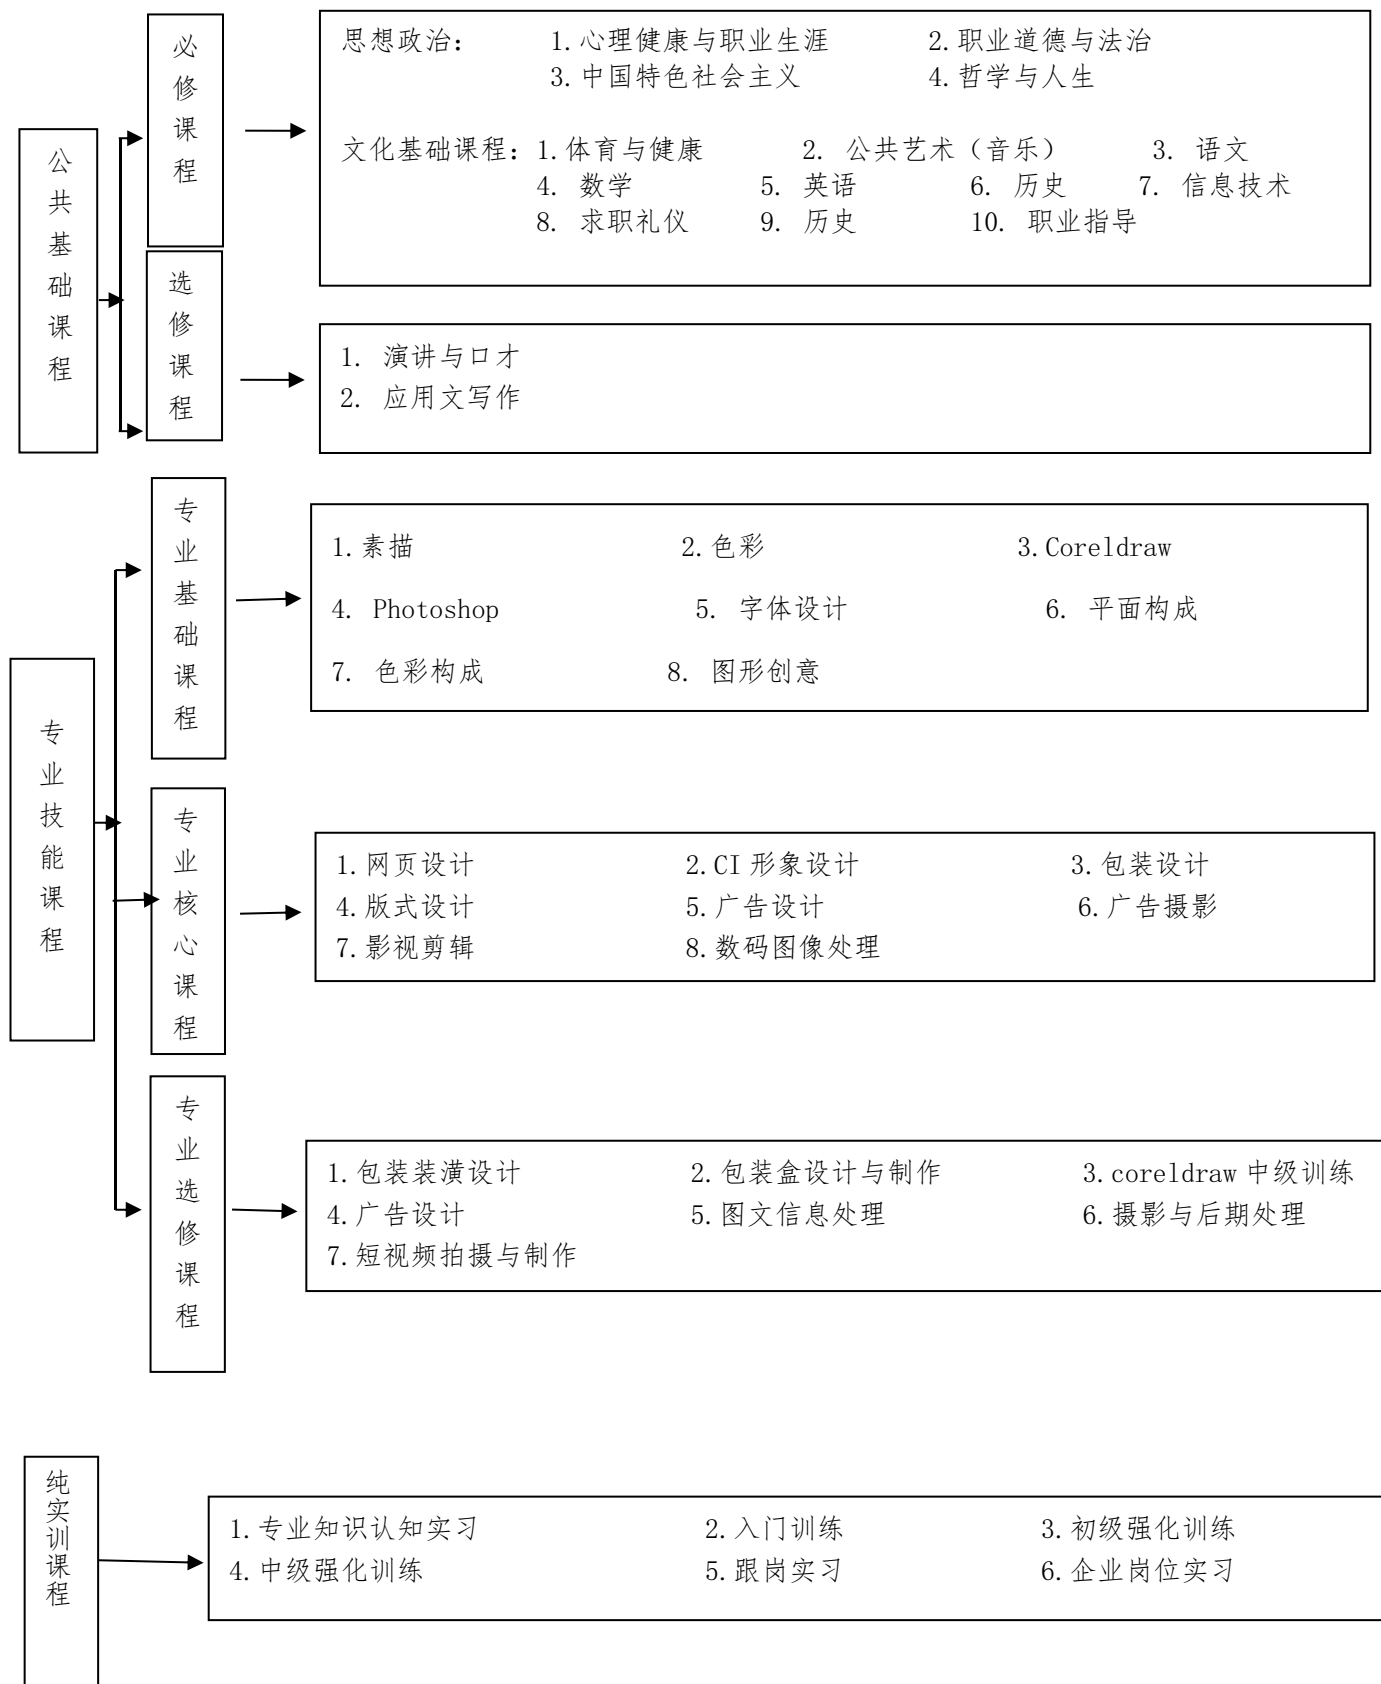 公共基础课程
必修课程
思想政治： 1.心理健康与职业生涯 2.职业道德与法治
3.中国特色社会主义 4.哲学与人生
文化基础课程：1.体育与健康 2. 公共艺术（音乐） 3. 语文
4. 数学 5. 英语 6. 历史 7. 信息技术
8. 求职礼仪 9. 历史 10. 职业指导
选修课程
1. 演讲与口才
2. 应用文写作
专业技能课程
专业基础课程
1.素描 2.色彩 3.Coreldraw
4. Photoshop 5. 字体设计 6. 平面构成
7. 色彩构成 8. 图形创意
专业核心课程
1.网页设计 2.CI形象设计 3.包装设计
4.版式设计 5.广告设计 6.广告摄影
7.影视剪辑 8.数码图像处理
专业选修课程
1.包装装潢设计 2.包装盒设计与制作 3.coreldraw中级训练
4.广告设计 5.图文信息处理 6.摄影与后期处理
7.短视频拍摄与制作
纯实训课程
1.专业知识认知实习 2.入门训练 3.初级强化训练
4.中级强化训练 5.跟岗实习 6.企业岗位实习